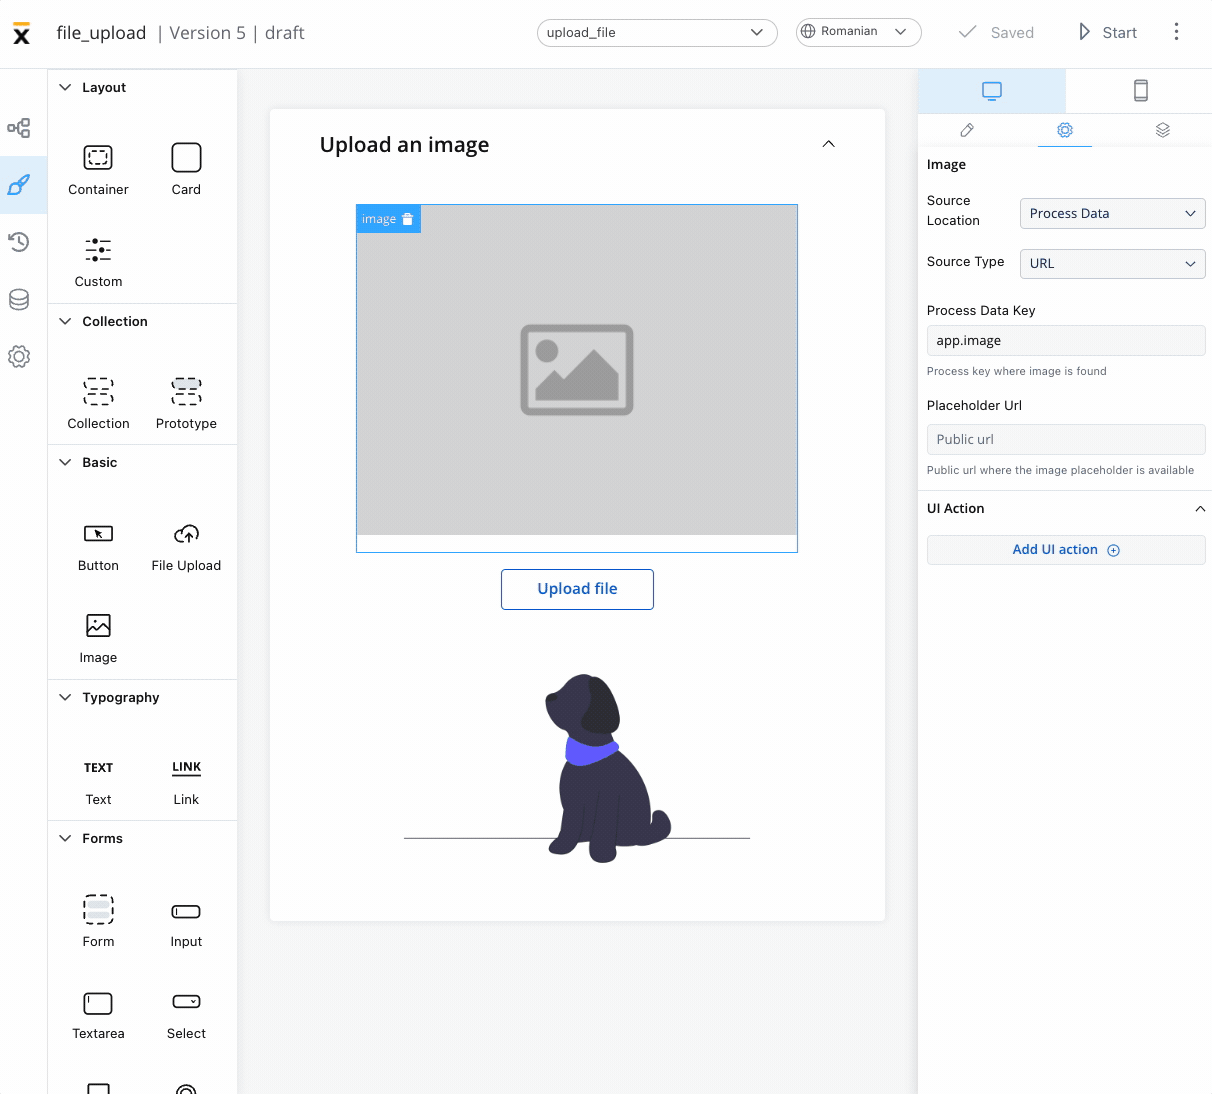 file_upload | Version 5 | draft
upload_file
Romanian
Saved
Start
Layout
Container
Card
Custom
Collection
Collection
Prototype
Basic
Button
File Upload
Image
Typography
TEXT
LINK
Text
Link
Forms
Form
Input
Textarea
Select
Upload an image
image
Upload file
Image
Source
Location
Process Data
Source Type
URL
Process Data Key
app.image
Process key where image is found
Placeholder Url
Public url
Public url where the image placeholder is available
UI Action
Add UI action